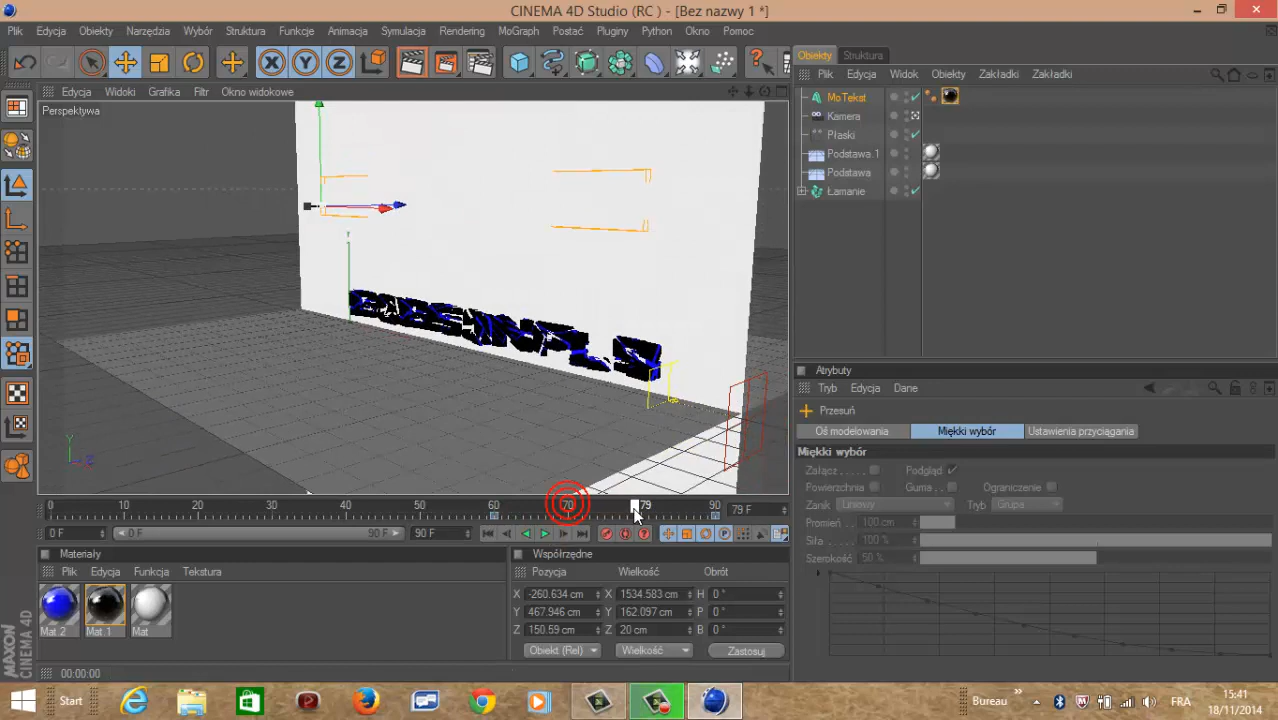 CINEMA 4D Studio (RC ) - [Bez nazwy 1 *]
Plik Edycja Obiekty Narzędzia Wybór Struktura Funkcje Animacja Symulacja Rendering MoGraph Postać Pluginy Python Okno Pomoc
X Y Z
Obiekty Struktura
Plik Edycja Widok Obiekty Zakładki Zakładki
Edycja Widoki Grafika Filtr Okno widokowe
Perspektywa
MoTekst
Kamera
Płaski
Podstawa.1
Podstawa
Łamanie
Y
Z
Atrybuty
Tryb Edycja Dane
Przesuń
Oś modelowania Miękki wybór Ustawienia przyciągania
Miękki wybór
Załącz Podgląd
Powierzchnia Guma Ograniczenie
Zanik Liniowy Tryb Grupa
Promień 100 cm
Siła 100 %
Szerokość 50 %
0 10 20 30 40 50 60 70 79 90 79 F
0 F 0 F 90 F 90 F
Materiały
Plik Edycja Funkcja Tekstura
Mat 2 Mat 1 Mat
Współrzędne
Pozycja Wielkość Obrót
X -260.634 cm X 1534.583 cm H 0 °
Y 467.946 cm Y 162.097 cm P 0 °
Z 150.59 cm Z 20 cm B 0 °
Obiekt (Rel) Wielkość Zastosuj
MAXON
CINEMA 4D
00:00:00
Start
Bureau
FRA
15:41
18/11/2014